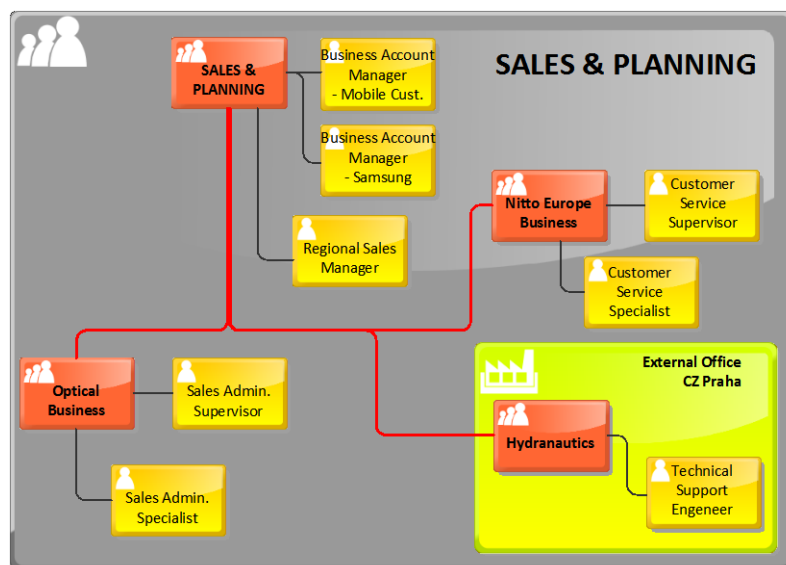 SALES & PLANNING
SALES &
PLANNING
Business Account
Manager
- Mobile Cust.
Business Account
Manager
- Samsung
Regional Sales
Manager
Nitto Europe
Business
Customer
Service
Supervisor
Customer
Service
Specialist
Optical
Business
Sales Admin.
Supervisor
Sales Admin.
Specialist
External Office
CZ Praha
Hydranautics
Technical
Support
Engeneer